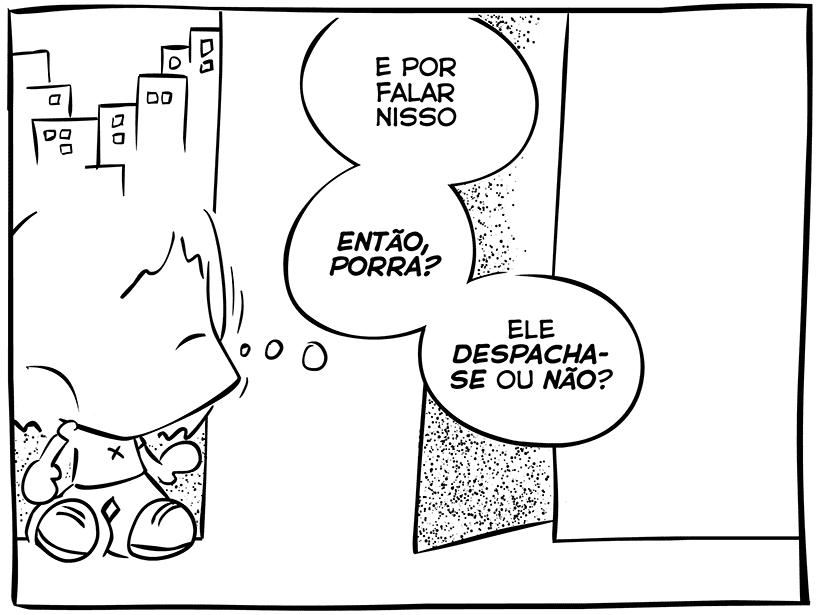 E POR
FALAR
NISSO
ENTÃO,
PORRA?
ELE
DESPACHA-
SE OU NÃO?